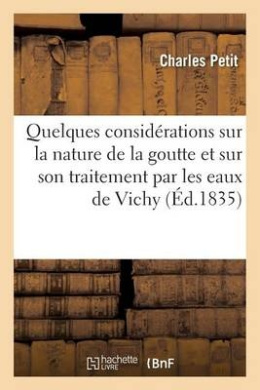 Charles Petit
Quelques considérations sur la nature de la goutte et sur son traitement par les eaux de Vichy (Éd.1835)
hachette LIVRE
{BnF